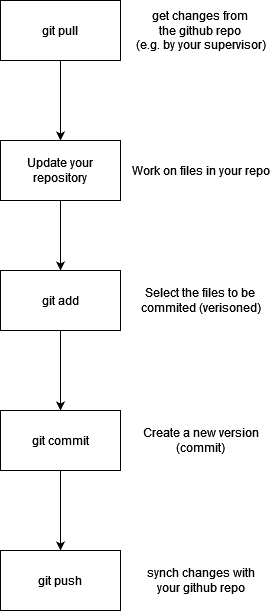 git pull
get changes from
the github repo
(e.g. by your supervisor)
Update your
repository
Work on files in your repo
git add
Select the files to be
commited (verisoned)
git commit
Create a new version
(commit)
git push
synch changes with
your github repo